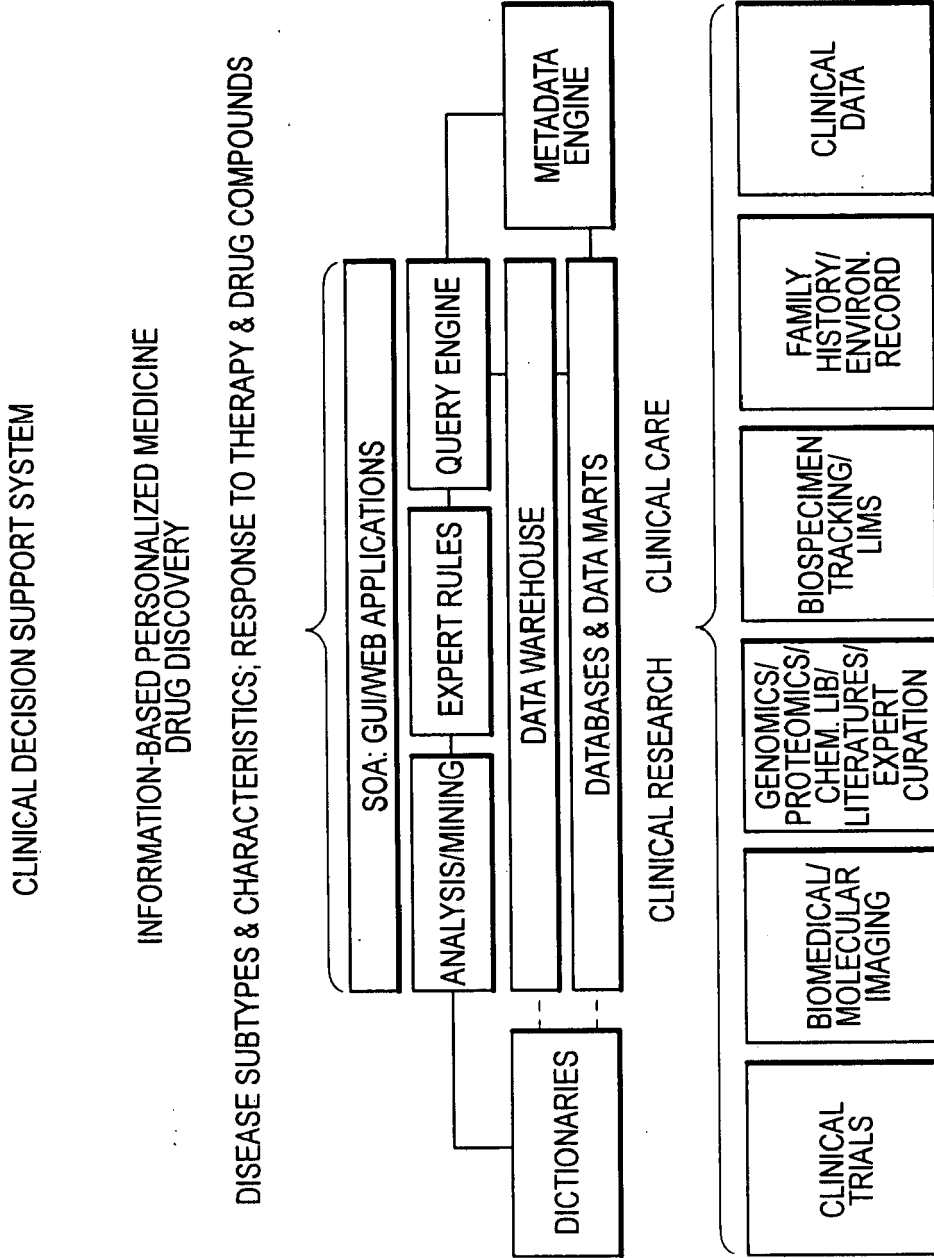 CLINICAL DECISION SUPPORT SYSTEM
INFORMATION-BASED PERSONALIZED MEDICINE
DRUG DISCOVERY
DISEASE SUBTYPES & CHARACTERISTICS; RESPONSE TO THERAPY & DRUG COMPOUNDS
SOA: GUI/WEB APPLICATIONS
ANALYSIS/MINING
EXPERT RULES
QUERY ENGINE
METADATA
ENGINE
DATA WAREHOUSE
DATABASES & DATA MARTS
DICTIONARIES
CLINICAL RESEARCH
CLINICAL CARE
CLINICAL
TRIALS
BIOMEDICAL/
MOLECULAR
IMAGING
GENOMICS/
PROTEOMICS/
CHEM. LIB/
LITERATURES/
EXPERT
CURATION
BIOSPECIMEN
TRACKING/
LIMS
FAMILY
HISTORY/
ENVIRON.
RECORD
CLINICAL
DATA